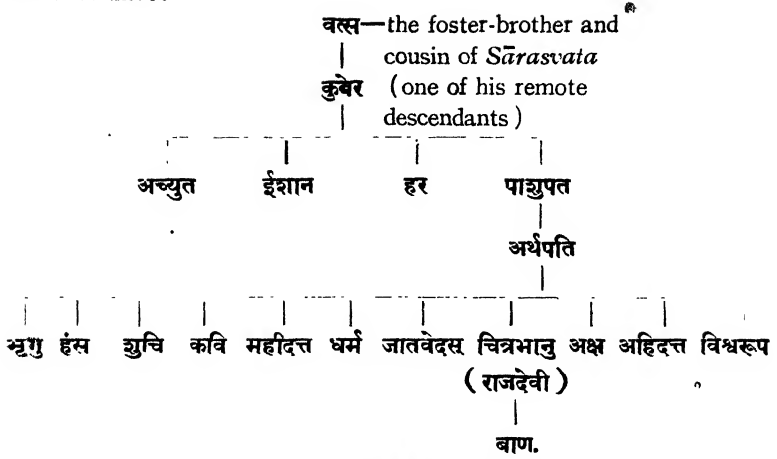 वत्स—the foster-brother and
cousin of Sārasvata
कुबेर (one of his remote
descendants)
अच्युत ईशान हर पाशुपत
अर्थपति
भृगु हंस शुचि कवि महीदत्त धर्म जातवेदस् चित्रभानु अक्ष अहिदत्त विश्वरूप
(राजदेवी)
बाण.